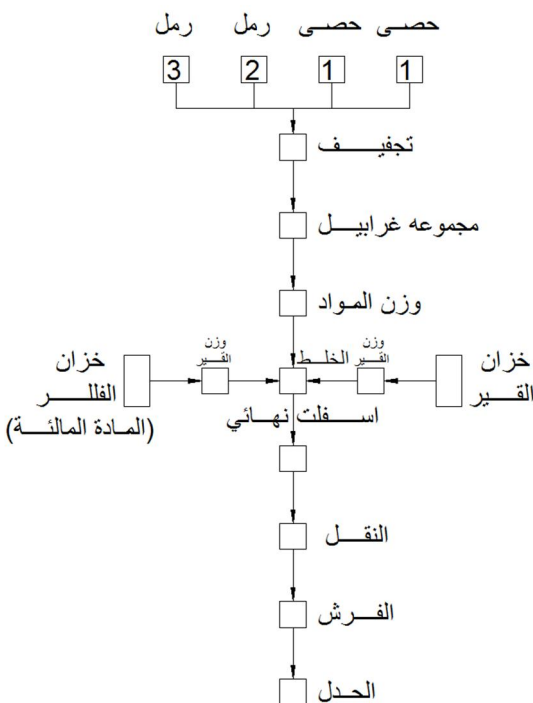 حصى حصى رمل رمل
3 2 1 1
تجفيف
مجموعه غرابيل
وزن المواد
وزن القير
الخلط
وزن القير
خزان القير
خزان الفللر
(المادة المالئة)
اسفلت نهائي
النقل
الفرش
الحدل